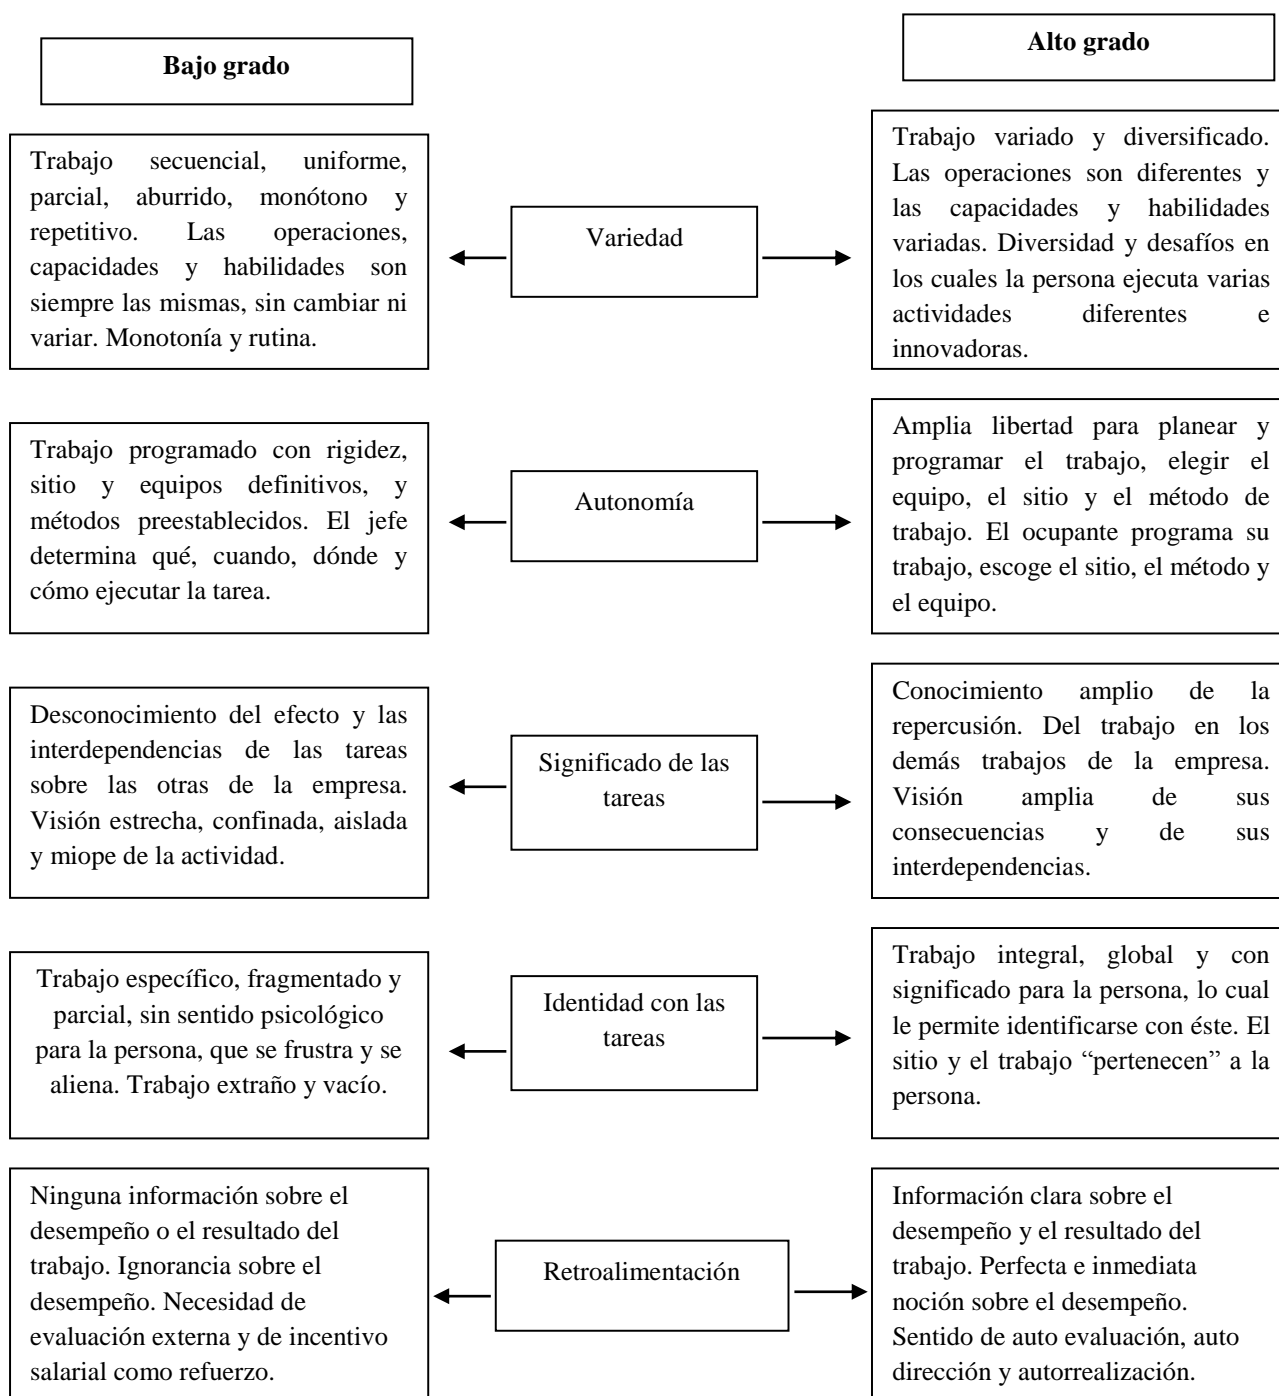 Bajo grado
Alto grado
Trabajo secuencial, uniforme,
parcial, aburrido, monótono y
repetitivo. Las operaciones,
capacidades y habilidades son
siempre las mismas, sin cambiar ni
variar. Monotonía y rutina.
Variedad
Trabajo variado y diversificado.
Las operaciones son diferentes y
las capacidades y habilidades
variadas. Diversidad y desafíos en
los cuales la persona ejecuta varias
actividades diferentes e
innovadoras.
Trabajo programado con rigidez,
sitio y equipos definitivos, y
métodos preestablecidos. El jefe
determina qué, cuando, dónde y
cómo ejecutar la tarea.
Autonomía
Amplia libertad para planear y
programar el trabajo, elegir el
equipo, el sitio y el método de
trabajo. El ocupante programa su
trabajo, escoge el sitio, el método y
el equipo.
Desconocimiento del efecto y las
interdependencias de las tareas
sobre las otras de la empresa.
Visión estrecha, confinada, aislada
y miope de la actividad.
Significado de las
tareas
Conocimiento amplio de la
repercusión. Del trabajo en los
demás trabajos de la empresa.
Visión amplia de sus
consecuencias y de sus
interdependencias.
Trabajo específico, fragmentado y
parcial, sin sentido psicológico
para la persona, que se frustra y se
aliena. Trabajo extraño y vacío.
Identidad con las
tareas
Trabajo integral, global y con
significado para la persona, lo cual
le permite identificarse con éste. El
sitio y el trabajo “pertenecen” a la
persona.
Ninguna información sobre el
desempeño o el resultado del
trabajo. Ignorancia sobre el
desempeño. Necesidad de
evaluación externa y de incentivo
salarial como refuerzo.
Retroalimentación
Información clara sobre el
desempeño y el resultado del
trabajo. Perfecta e inmediata
noción sobre el desempeño.
Sentido de auto evaluación, auto
dirección y autorrealización.